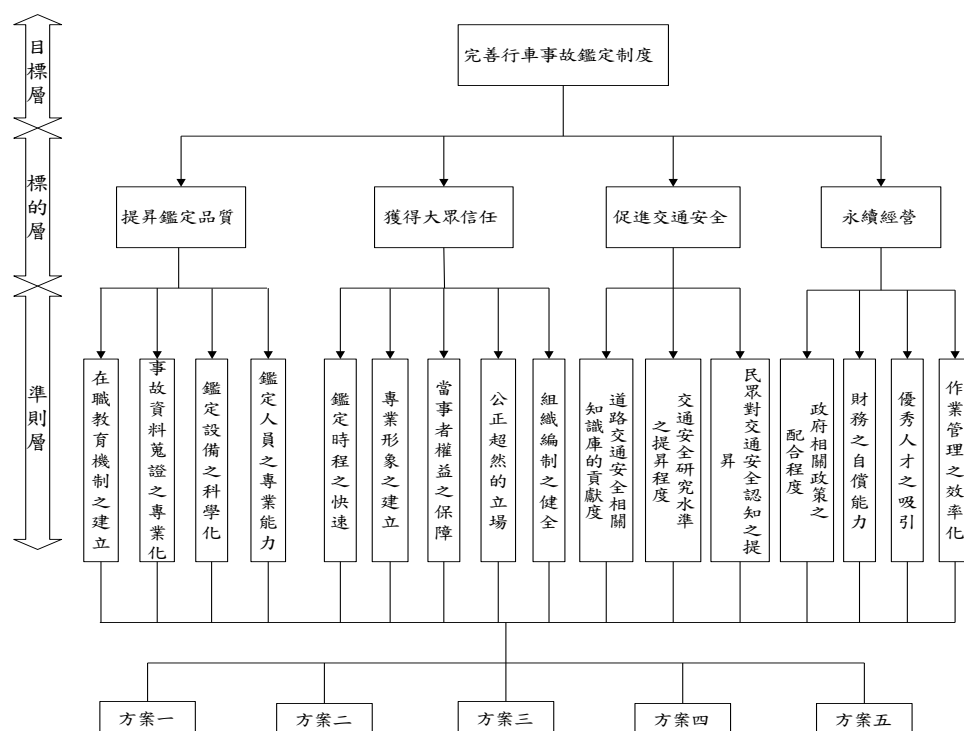 目標層
完善行車事故鑑定制度
標的層
提昇鑑定品質
獲得大眾信任
促進交通安全
永續經營
準則層
在職教育機制之建立
事故資料蒐證之專業化
鑑定設備之科學化
鑑定人員之專業能力
鑑定時程之快速
專業形象之建立
當事者權益之保障
公正超然的立場
組織編制之健全
道路交通安全相關
知識庫的貢獻度
交通安全研究水準
之提昇程度
民眾對交通安全認知之提
昇
政府相關政策之
配合程度
財務之自償能力
優秀人才之吸引
作業管理之效率化
方案一
方案二
方案三
方案四
方案五